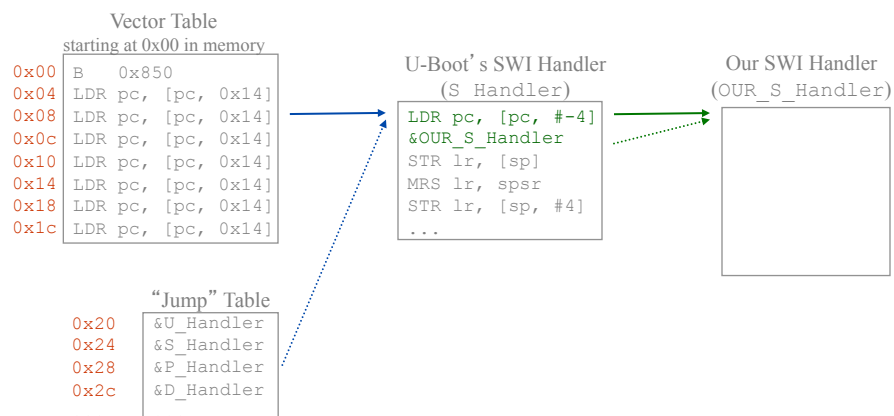 Vector Table
starting at 0x00 in memory
0x00 B 0x850
0x04 LDR pc, [pc, 0x14]
0x08 LDR pc, [pc, 0x14]
0x0c LDR pc, [pc, 0x14]
0x10 LDR pc, [pc, 0x14]
0x14 LDR pc, [pc, 0x14]
0x18 LDR pc, [pc, 0x14]
0x1c LDR pc, [pc, 0x14]
U-Boot's SWI Handler
(S_Handler)
LDR pc, [pc, #-4]
&OUR_S_Handler
STR lr, [sp]
MRS lr, spsr
STR lr, [sp, #4]
...
Our SWI Handler
(OUR_S_Handler)
“Jump” Table
0x20 &U_Handler
0x24 &S_Handler
0x28 &P_Handler
0x2c &D_Handler